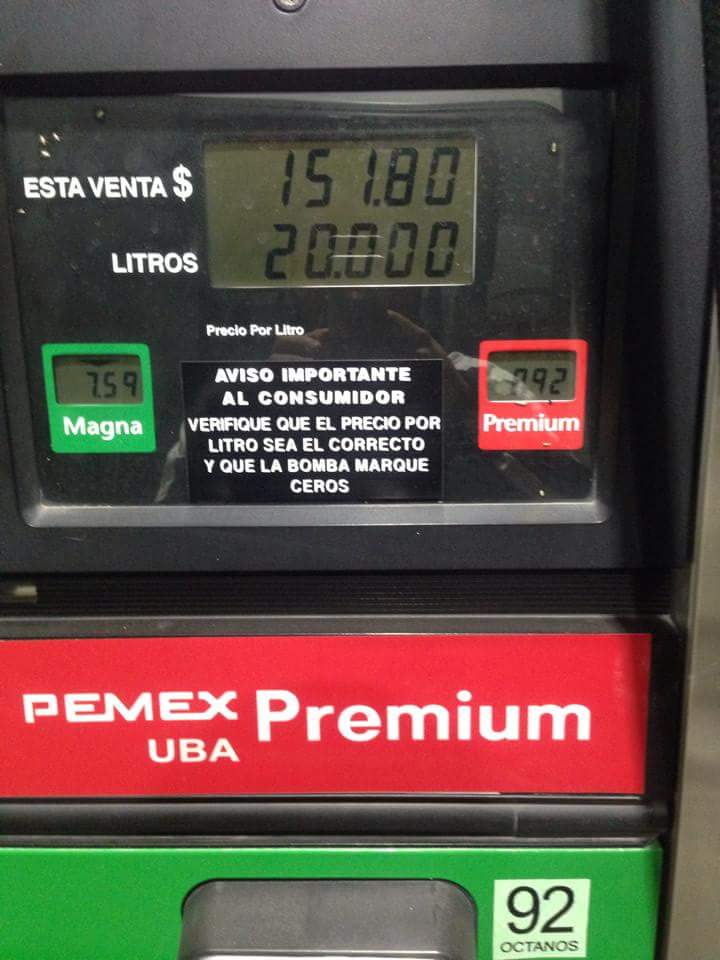 ESTA VENTA $ 151.80
LITROS 20.000
Precio Por Litro
7.59
Magna
AVISO IMPORTANTE
AL CONSUMIDOR
VERIFIQUE QUE EL PRECIO POR
LITRO SEA EL CORRECTO
Y QUE LA BOMBA MARQUE
CEROS
Premium
PEMEX Premium
UBA
92
OCTANOS